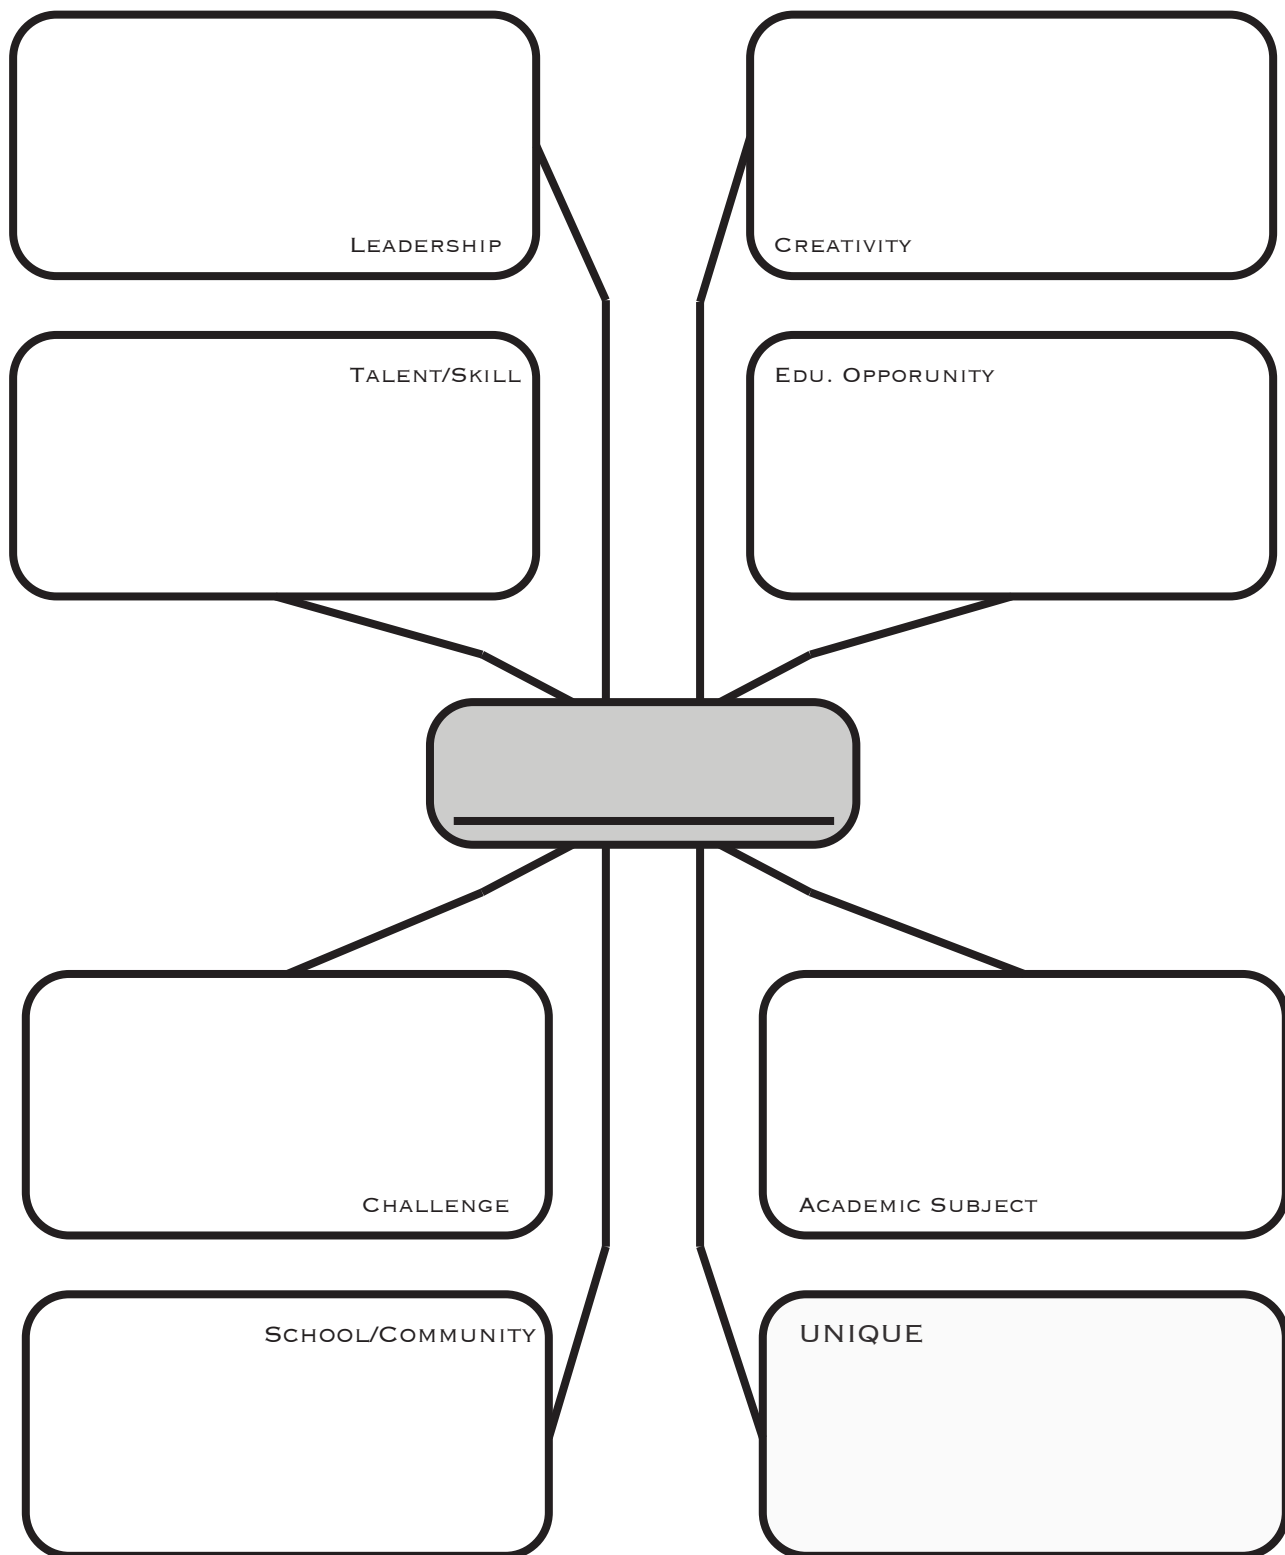 Leadership
Creativity
Talent/Skill
Edu. Opporunity
Challenge
Academic Subject
School/Community
UNIQUE